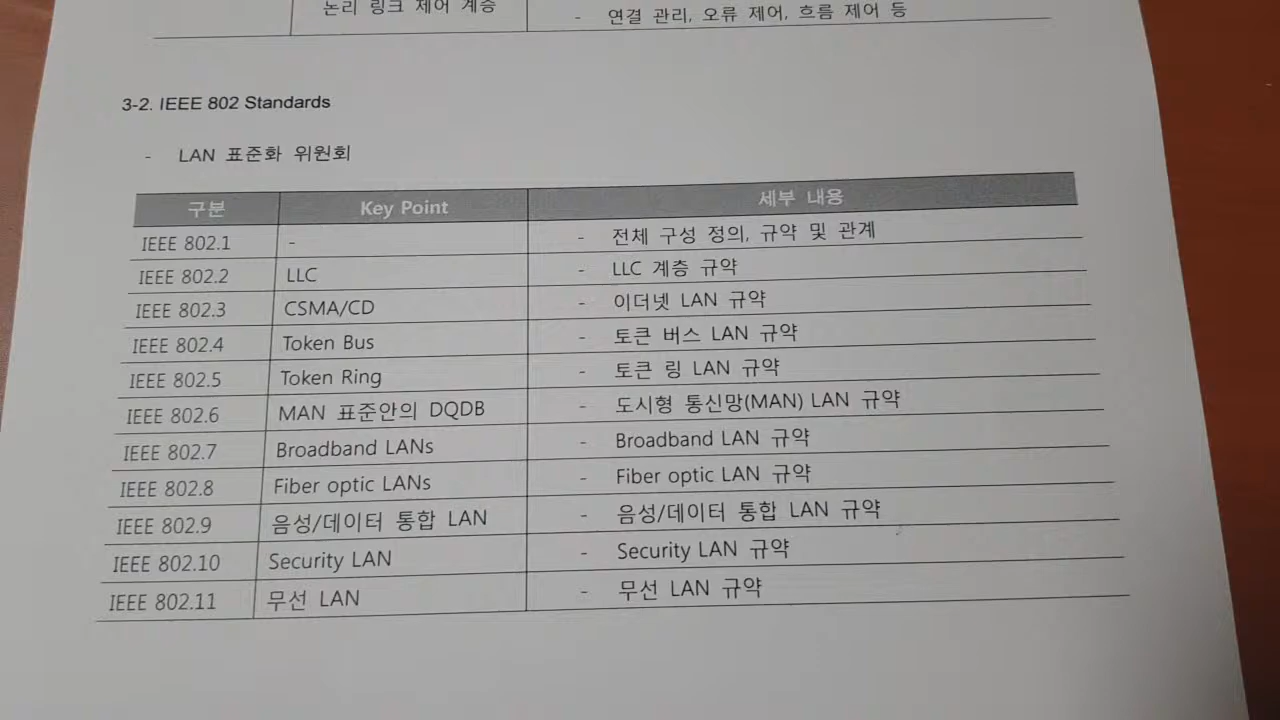 논리 링크 제어 계층
- 연결 관리, 오류 제어, 흐름 제어 등
3-2. IEEE 802 Standards
- LAN 표준화 위원회
구분 Key Point 세부 내용
IEEE 802.1 - - 전체 구성 정의, 규약 및 관계
IEEE 802.2 LLC - LLC 계층 규약
IEEE 802.3 CSMA/CD - 이더넷 LAN 규약
IEEE 802.4 Token Bus - 토큰 버스 LAN 규약
IEEE 802.5 Token Ring - 토큰 링 LAN 규약
IEEE 802.6 MAN 표준안의 DQDB - 도시형 통신망(MAN) LAN 규약
IEEE 802.7 Broadband LANs - Broadband LAN 규약
IEEE 802.8 Fiber optic LANs - Fiber optic LAN 규약
IEEE 802.9 음성/데이터 통합 LAN - 음성/데이터 통합 LAN 규약
IEEE 802.10 Security LAN - Security LAN 규약
IEEE 802.11 무선 LAN - 무선 LAN 규약